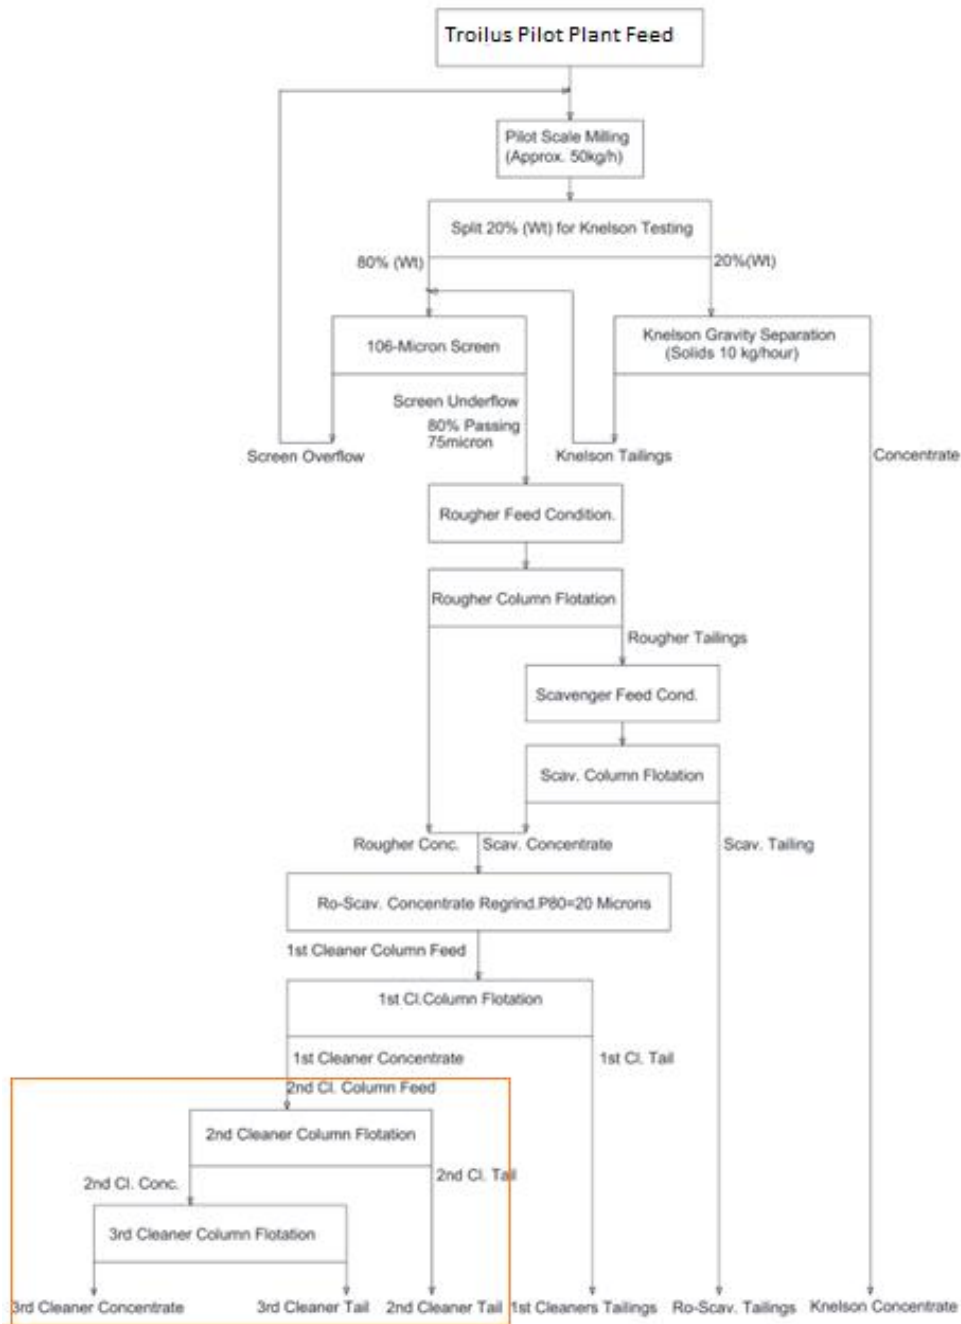 Troilus Pilot Plant Feed
Pilot Scale Milling
(Approx. 50kg/h)
Split 20% (Wt) for Knelson Testing
80% (Wt)
20%(Wt)
106-Micron Screen
Knelson Gravity Separation
(Solids 10 kg/hour)
Screen Underflow
80% Passing
75micron
Screen Overflow
Knelson Tailings
Concentrate
Rougher Feed Condition.
Rougher Column Flotation
Rougher Tailings
Scavenger Feed Cond.
Scav. Column Flotation
Rougher Conc.
Scav. Concentrate
Scav. Tailing
Ro-Scav. Concentrate Regrind.P80=20 Microns
1st Cleaner Column Feed
1st Cl.Column Flotation
1st Cleaner Concentrate
1st Cl. Tail
2nd Cl. Column Feed
2nd Cleaner Column Flotation
2nd Cl. Conc.
2nd Cl. Tail
3rd Cleaner Column Flotation
3rd Cleaner Concentrate
3rd Cleaner Tail
2nd Cleaner Tail
1st Cleaners Tailings
Ro-Scav. Tailings
Knelson Concentrate